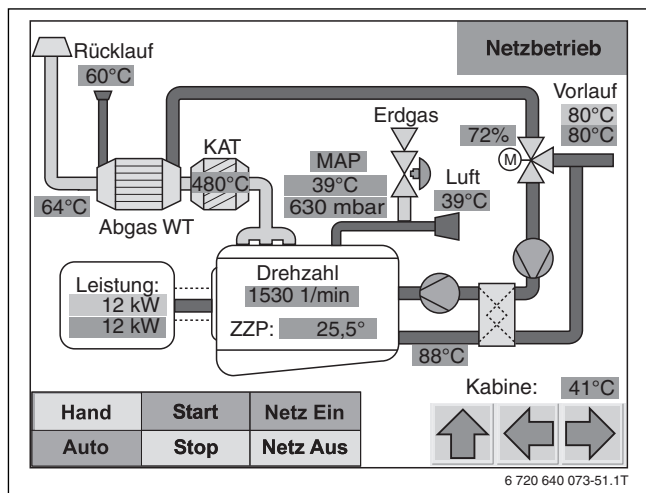 Netzbetrieb
Rücklauf
60°C
Vorlauf
80°C
80°C
Erdgas
72%
M
KAT
480°C
MAP
39°C
630 mbar
Luft
39°C
64°C
Abgas WT
Leistung:
12 kW
12 kW
Drehzahl
1530 1/min
ZZP: 25,5°
88°C
Kabine: 41°C
Hand Start Netz Ein
Auto Stop Netz Aus
6 720 640 073-51.1T